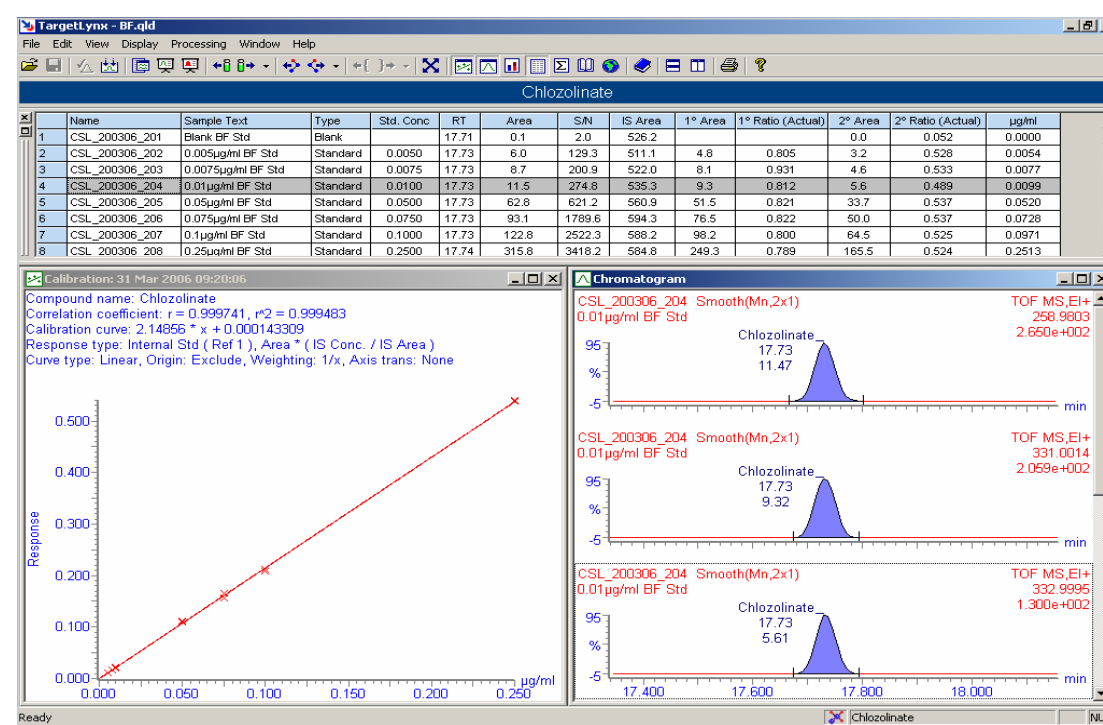 TargetLynx - BF.qld
File Edit View Display Processing Window Help
Chlozolinate
Name Sample Text Type Std. Conc RT Area S/N IS Area 1° Area 1° Ratio (Actual) 2° Area 2° Ratio (Actual) µg/ml
1 CSL_200306_201 Blank BF Std Blank 17.71 0.1 2.0 526.2 0.0 0.052 0.0000
2 CSL_200306_202 0.005µg/ml BF Std Standard 0.0050 17.73 6.0 129.3 511.1 4.8 0.805 3.2 0.528 0.0054
3 CSL_200306_203 0.0075µg/ml BF Std Standard 0.0075 17.73 8.7 200.9 522.0 8.1 0.931 4.6 0.533 0.0077
4 CSL_200306_204 0.01µg/ml BF Std Standard 0.0100 17.73 11.5 274.8 535.3 9.3 0.812 5.6 0.489 0.0099
5 CSL_200306_205 0.05µg/ml BF Std Standard 0.0500 17.73 62.8 621.2 560.9 51.5 0.821 33.7 0.537 0.0520
6 CSL_200306_206 0.075µg/ml BF Std Standard 0.0750 17.73 93.1 1789.6 594.3 76.5 0.822 50.0 0.537 0.0728
7 CSL_200306_207 0.1µg/ml BF Std Standard 0.1000 17.73 122.8 2522.3 588.2 98.2 0.800 64.5 0.525 0.0971
8 CSL_200306_208 0.25µg/ml BF Std Standard 0.2500 17.74 315.8 3418.2 584.8 249.3 0.789 165.5 0.524 0.2513
Calibration: 31 Mar 2006 09:20:06
Compound name: Chlozolinate
Correlation coefficient: r = 0.999741, r^2 = 0.999483
Calibration curve: 2.14856 * x + 0.000143309
Response type: Internal Std ( Ref 1 ), Area * ( IS Conc. / IS Area )
Curve type: Linear, Origin: Exclude, Weighting: 1/x, Axis trans: None
0.500
0.400
0.300
0.200
0.100
0.000
Response
0.000 0.050 0.100 0.150 0.200 0.250
µg/ml
Chromatogram
CSL_200306_204 Smooth(Mn,2x1) TOF MS,EI+
0.01µg/ml BF Std 258.9803
2.650e+002
Chlozolinate
17.73
11.47
95
%
-5
min
CSL_200306_204 Smooth(Mn,2x1) TOF MS,EI+
0.01µg/ml BF Std 331.0014
2.059e+002
Chlozolinate
17.73
9.32
95
%
-5
min
CSL_200306_204 Smooth(Mn,2x1) TOF MS,EI+
0.01µg/ml BF Std 332.9995
1.300e+002
Chlozolinate
17.73
5.61
95
%
-5
min
17.400 17.600 17.800 18.000
Ready Chlozolinate